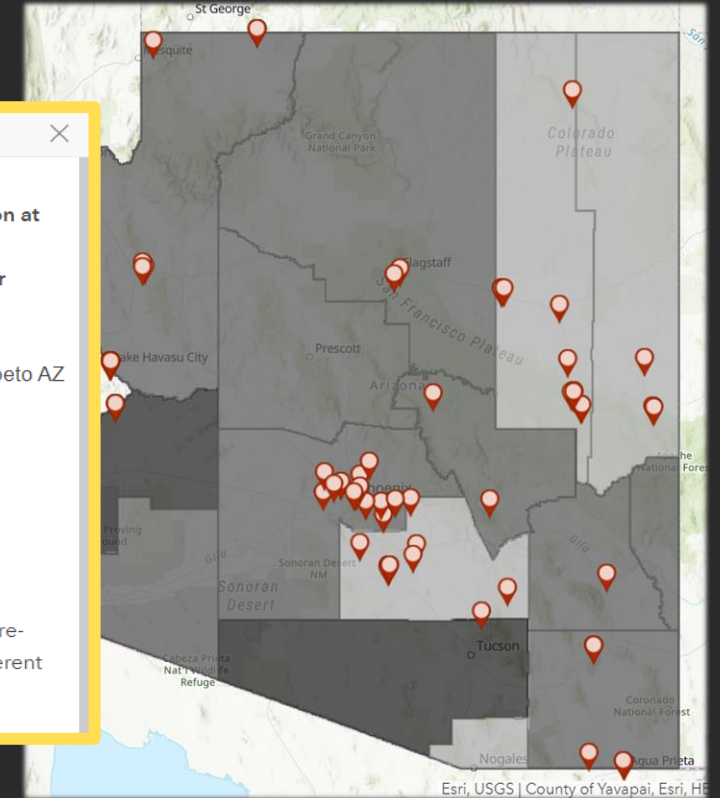 St George
Mesquite
Grand Canyon
National Park
Colorado
Plateau
on at
r
Flagstaff
San Francisco Plateau
Prescott
Lake Havasu City
peto AZ
Arizona
Phoenix
Apache
National Fores
Proving
ound
Gila
Sonoran Desert
NM
Gila
Sonoran
Desert
re-
erent
Tucson
Cabeza Prieta
Nat'l Wildlife
Refuge
Coronado
National Forest
Nogales
Agua Prieta
Esri, USGS | County of Yavapai, Esri, HE